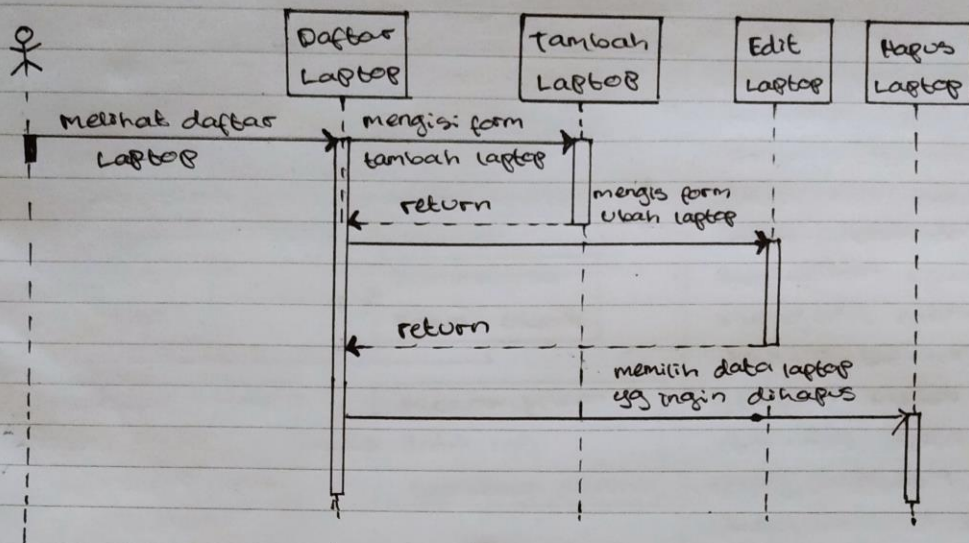 Daftar
Laptop
Tambah
Laptop
Edit
Laptop
Hapus
Laptop
melihat daftar
Laptop
mengisi form
tambah laptop
return
mengis form
Ubah laptop
return
memilih data laptop
yg ingin dihapus